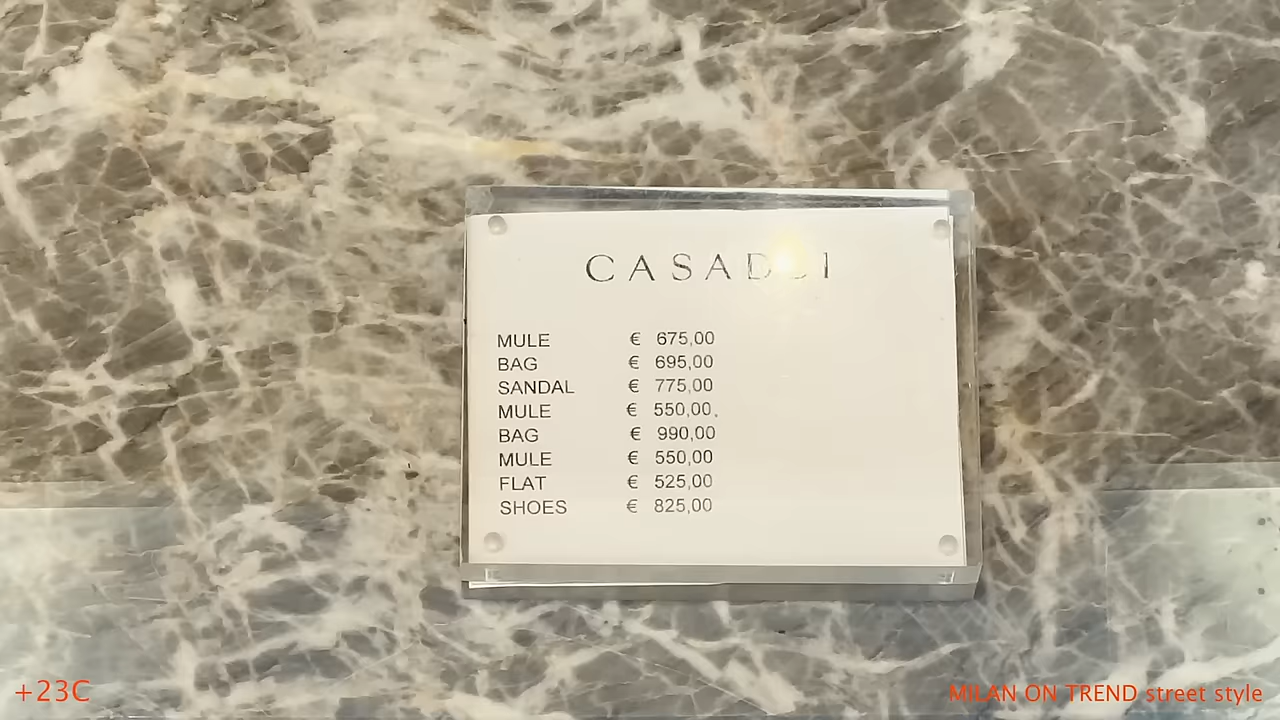 CASADEI
MULE € 675,00
BAG € 695,00
SANDAL € 775,00
MULE € 550,00
BAG € 990,00
MULE € 550,00
FLAT € 525,00
SHOES € 825,00
+23C
MILAN ON TREND street style